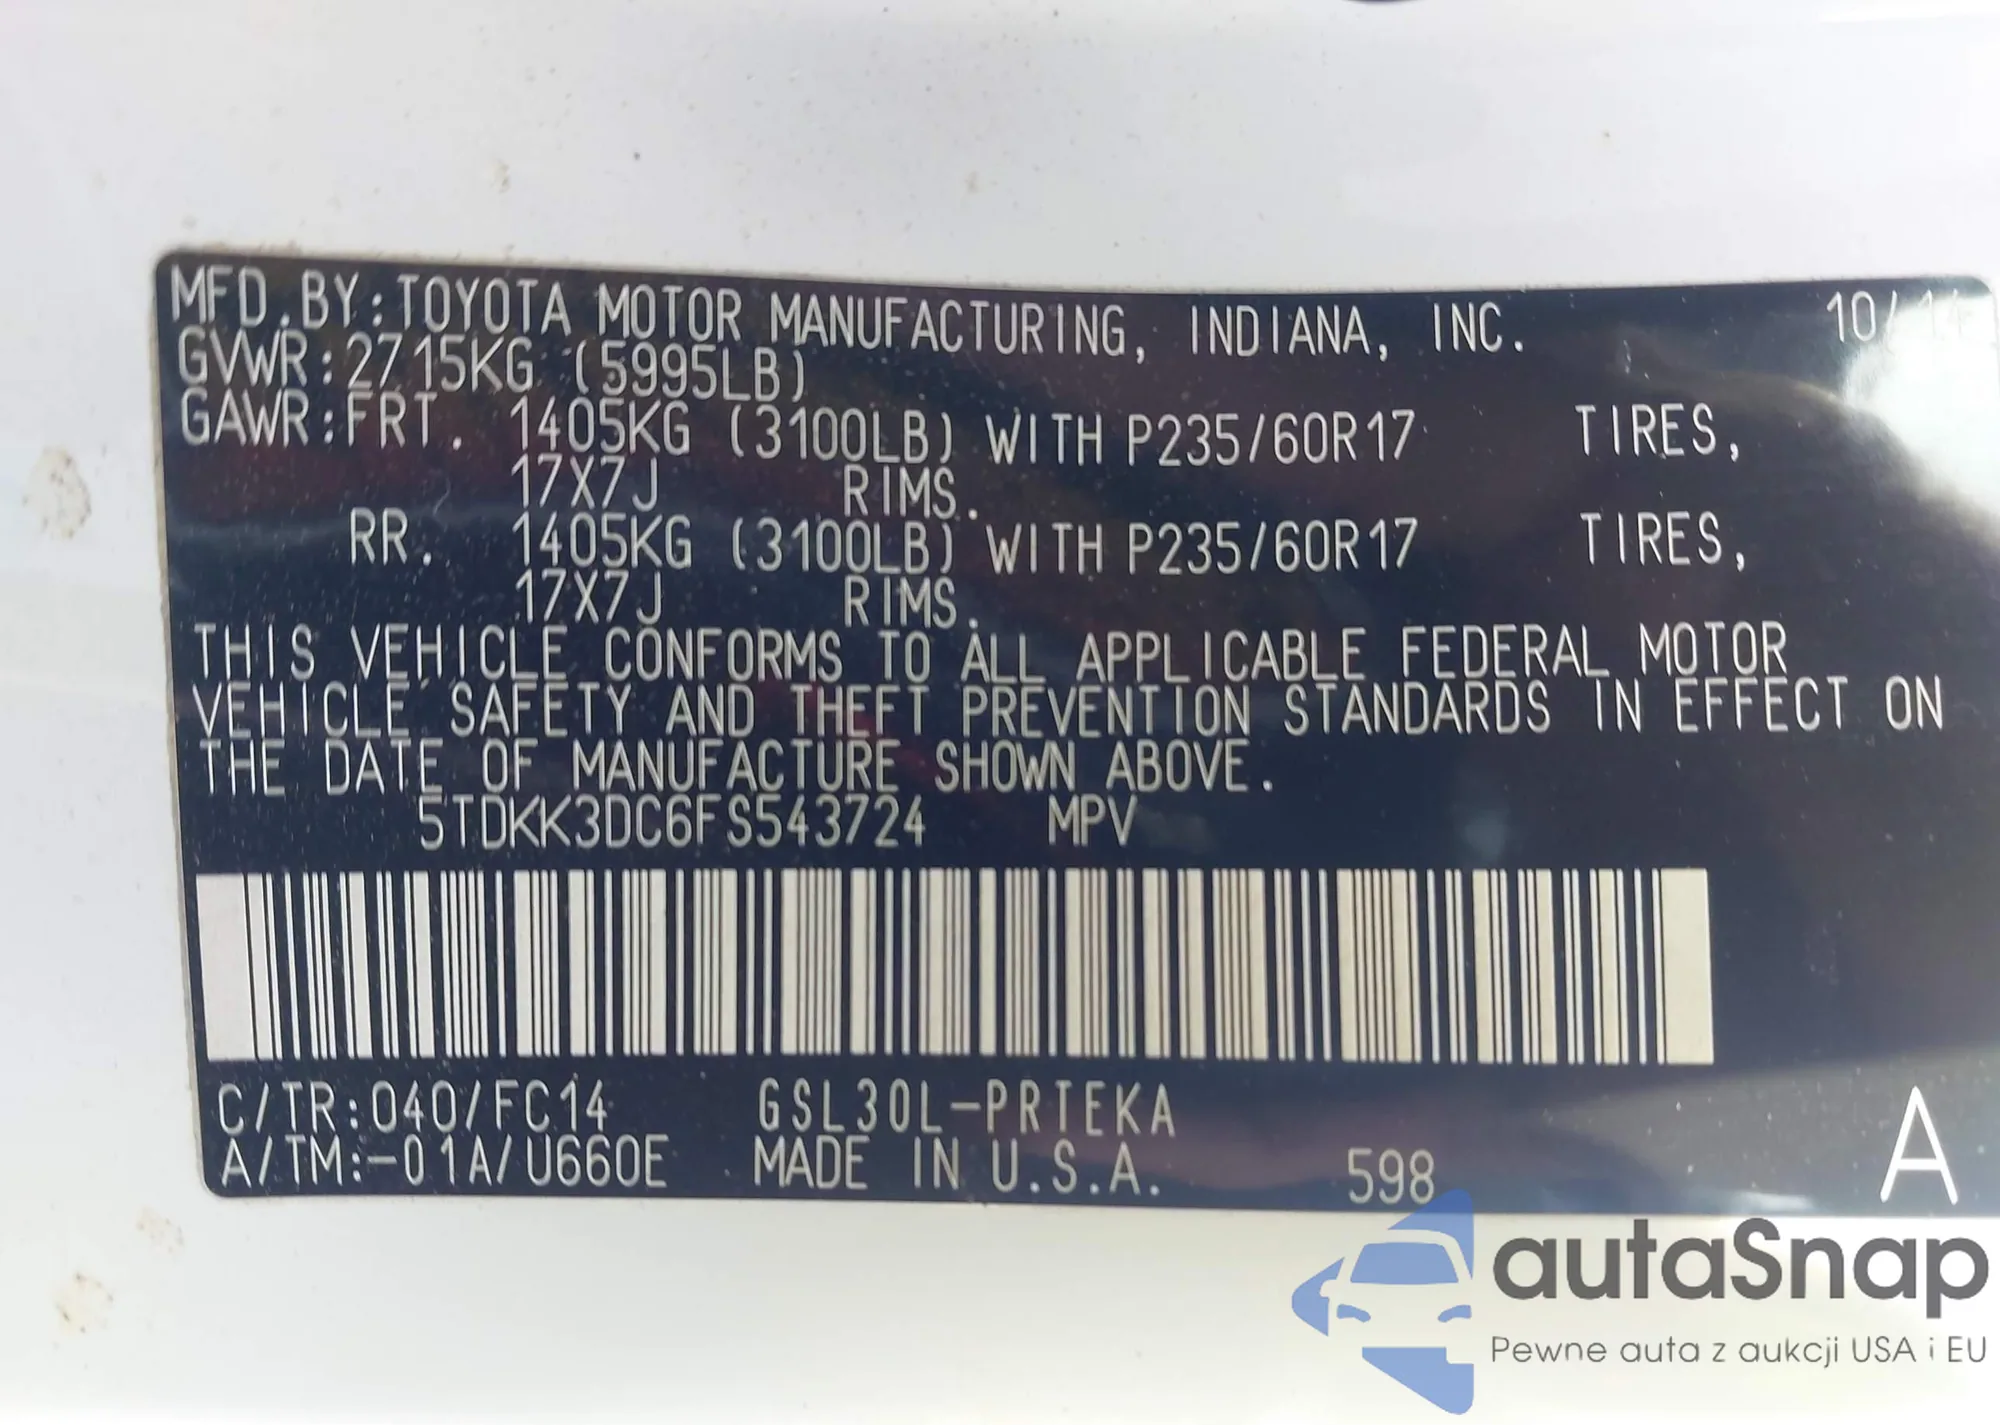 MFD.BY:TOYOTA MOTOR MANUFACTURING, INDIANA, INC. 10/14
GVWR:2715KG (5995LB)
GAWR:FRT. 1405KG (3100LB) WITH P235/60R17 TIRES,
17X7J RIMS.
RR. 1405KG (3100LB) WITH P235/60R17 TIRES,
17X7J RIMS.
THIS VEHICLE CONFORMS TO ALL APPLICABLE FEDERAL MOTOR
VEHICLE SAFETY AND THEFT PREVENTION STANDARDS IN EFFECT ON
THE DATE OF MANUFACTURE SHOWN ABOVE.
5TDKK3DC6FS543724 MPV
C/TR:040/FC14 GSL30L-PRTEKA
A/TM:-01A/U660E MADE IN U.S.A. 598 A
autaSnap
Pewne auta z aukcji USA i EU